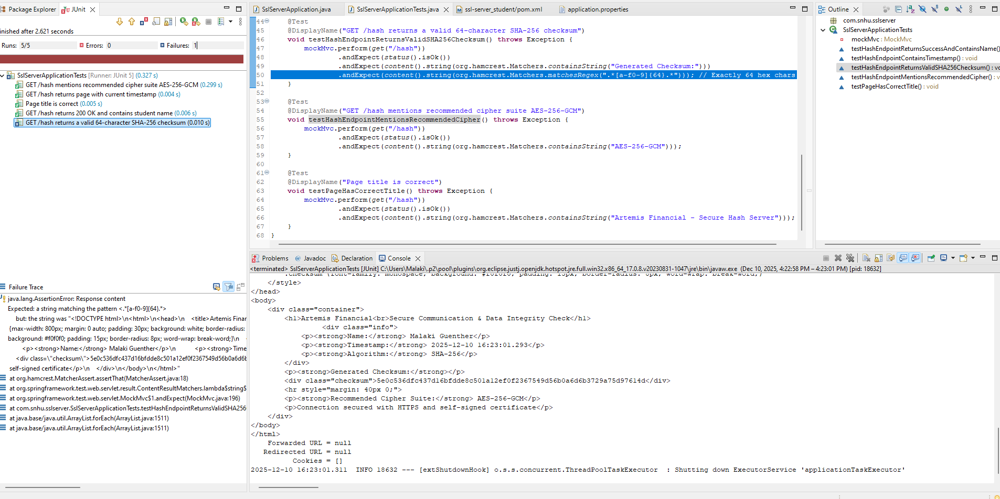 Package Explorer
JUnit
inished after 2.621 seconds
Runs: 5/5
Errors: 0
Failures: 1
SslServerApplicationTests [Runner: JUnit 5] (0.327 s)
GET /hash mentions recommended cipher suite AES-256-GCM (0.299 s)
GET /hash returns page with current timestamp (0.004 s)
Page title is correct (0.005 s)
GET /hash returns 200 OK and contains student name (0.006 s)
GET /hash returns a valid 64-character SHA-256 checksum (0.010 s)
Failure Trace
java.lang.AssertionError: Response content
Expected: a string matching the pattern <.*[a-f0-9]{64}.*>
but: the string was "<!DOCTYPE html>\n<html>\n<head>\n    <title>Artemis Finan
{max-width: 800px; margin: 0 auto; padding: 30px; background: white; border-radius:
background: #f0f0f0; padding: 15px; border-radius: 8px; word-wrap: break-word;}\n
<p><strong>Name:</strong> Malaki Guenther</p>\n            <p><strong>Time
<div class=\"checksum\">5e0c536dfc437d16bfdde8c501a12ef0f2367549d56b0a6d6b
self-signed certificate</p>\n    </div>\n</body>\n</html>"
at org.hamcrest.MatcherAssert.assertThat(MatcherAssert.java:18)
at org.springframework.test.web.servlet.result.ContentResultMatchers.lambda$string$
at org.springframework.test.web.servlet.MockMvc$1.andExpect(MockMvc.java:196)
at com.snhu.sslserver.SslServerApplicationTests.testHashEndpointReturnsValidSHA256
at java.base/java.util.ArrayList.forEach(ArrayList.java:1511)
at java.base/java.util.ArrayList.forEach(ArrayList.java:1511)
SslServerApplication.java
SslServerApplicationTests.java
ssl-server_student/pom.xml
application.properties
44 @Test
45 @DisplayName("GET /hash returns a valid 64-character SHA-256 checksum")
46 void testHashEndpointReturnsValidSHA256Checksum() throws Exception {
47 mockMvc.perform(get("/hash"))
48 .andExpect(status().isOk())
49 .andExpect(content().string(org.hamcrest.Matchers.containsString("Generated Checksum:")))
50 .andExpect(content().string(org.hamcrest.Matchers.matchesRegex(".*[a-f0-9]{64}.*"))); // Exactly 64 hex chars
51 }
52
53 @Test
54 @DisplayName("GET /hash mentions recommended cipher suite AES-256-GCM")
55 void testHashEndpointMentionsRecommendedCipher() throws Exception {
56 mockMvc.perform(get("/hash"))
57 .andExpect(status().isOk())
58 .andExpect(content().string(org.hamcrest.Matchers.containsString("AES-256-GCM")));
59 }
60
61 @Test
62 @DisplayName("Page title is correct")
63 void testPageHasCorrectTitle() throws Exception {
64 mockMvc.perform(get("/hash"))
65 .andExpect(status().isOk())
66 .andExpect(content().string(org.hamcrest.Matchers.containsString("Artemis Financial - Secure Hash Server")));
67 }
68 }
Outline
com.snhu.sslserver
SslServerApplicationTests
mockMvc : MockMvc
testHashEndpointReturnsSuccessAndContainsName()
testHashEndpointContainsTimestamp() : void
testHashEndpointReturnsValidSHA256Checksum() : vo
testHashEndpointMentionsRecommendedCipher() : v
testPageHasCorrectTitle() : void
Problems
Javadoc
Declaration
Console
<terminated> SslServerApplicationTests [JUnit] C:\Users\Malaki\.p2\pool\plugins\org.eclipse.justj.openjdk.hotspot.jre.full.win32.x86_64_17.0.8.v20230831-1047\jre\bin\javaw.exe (Dec 10, 2025, 4:22:58 PM – 4:23:01 PM) [pid: 18632]
.checksum {font-family: monospace; background: #f0f0f0; padding: 15px; border-radius: 8px; word-wrap: break-word;}
</style>
</head>
<body>
<div class="container">
<h1>Artemis Financial<br>Secure Communication & Data Integrity Check</h1>
<div class="info">
<p><strong>Name:</strong> Malaki Guenther</p>
<p><strong>Timestamp:</strong> 2025-12-10 16:23:01.293</p>
<p><strong>Algorithm:</strong> SHA-256</p>
</div>
<p><strong>Generated Checksum:</strong></p>
<div class="checksum">5e0c536dfc437d16bfdde8c501a12ef0f2367549d56b0a6d6b3729a75d97614d</div>
<hr style="margin: 40px 0;">
<p><strong>Recommended Cipher Suite:</strong> AES-256-GCM</p>
<p>Connection secured with HTTPS and self-signed certificate</p>
</div>
</body>
</html>
Forwarded URL = null
Redirected URL = null
Cookies = []
2025-12-10 16:23:01.311  INFO 18632 --- [extShutdownHook] o.s.s.concurrent.ThreadPoolTaskExecutor  : Shutting down ExecutorService 'applicationTaskExecutor'